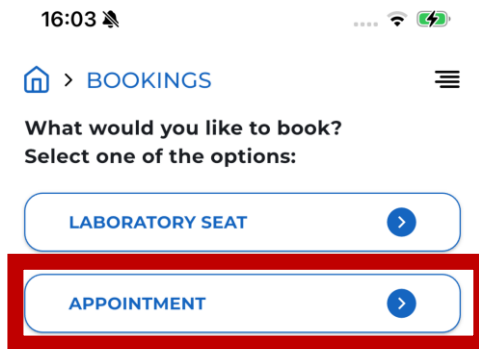 16:03
> BOOKINGS
What would you like to book?
Select one of the options:
LABORATORY SEAT
APPOINTMENT